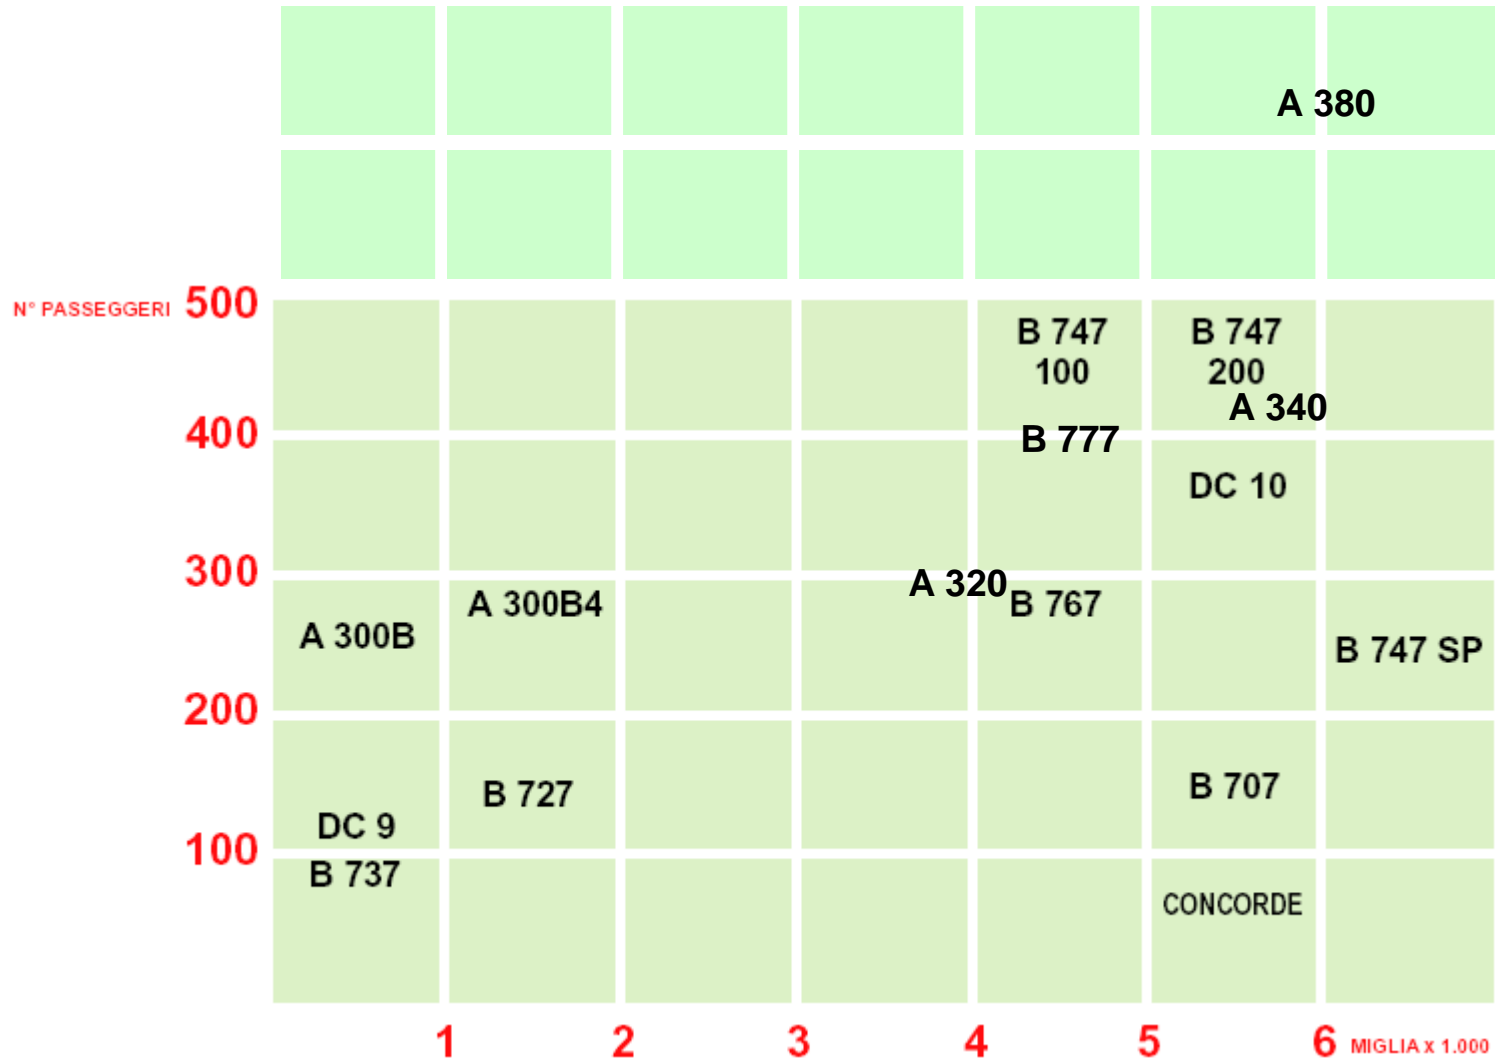 A 380
N° PASSEGGERI 500
B 747
100
B 747
200
A 340
400
B 777
DC 10
300
A 320
A 300B4
B 767
A 300B
B 747 SP
200
B 727
B 707
DC 9
100
B 737
CONCORDE
1 2 3 4 5 6 MIGLIA x 1.000